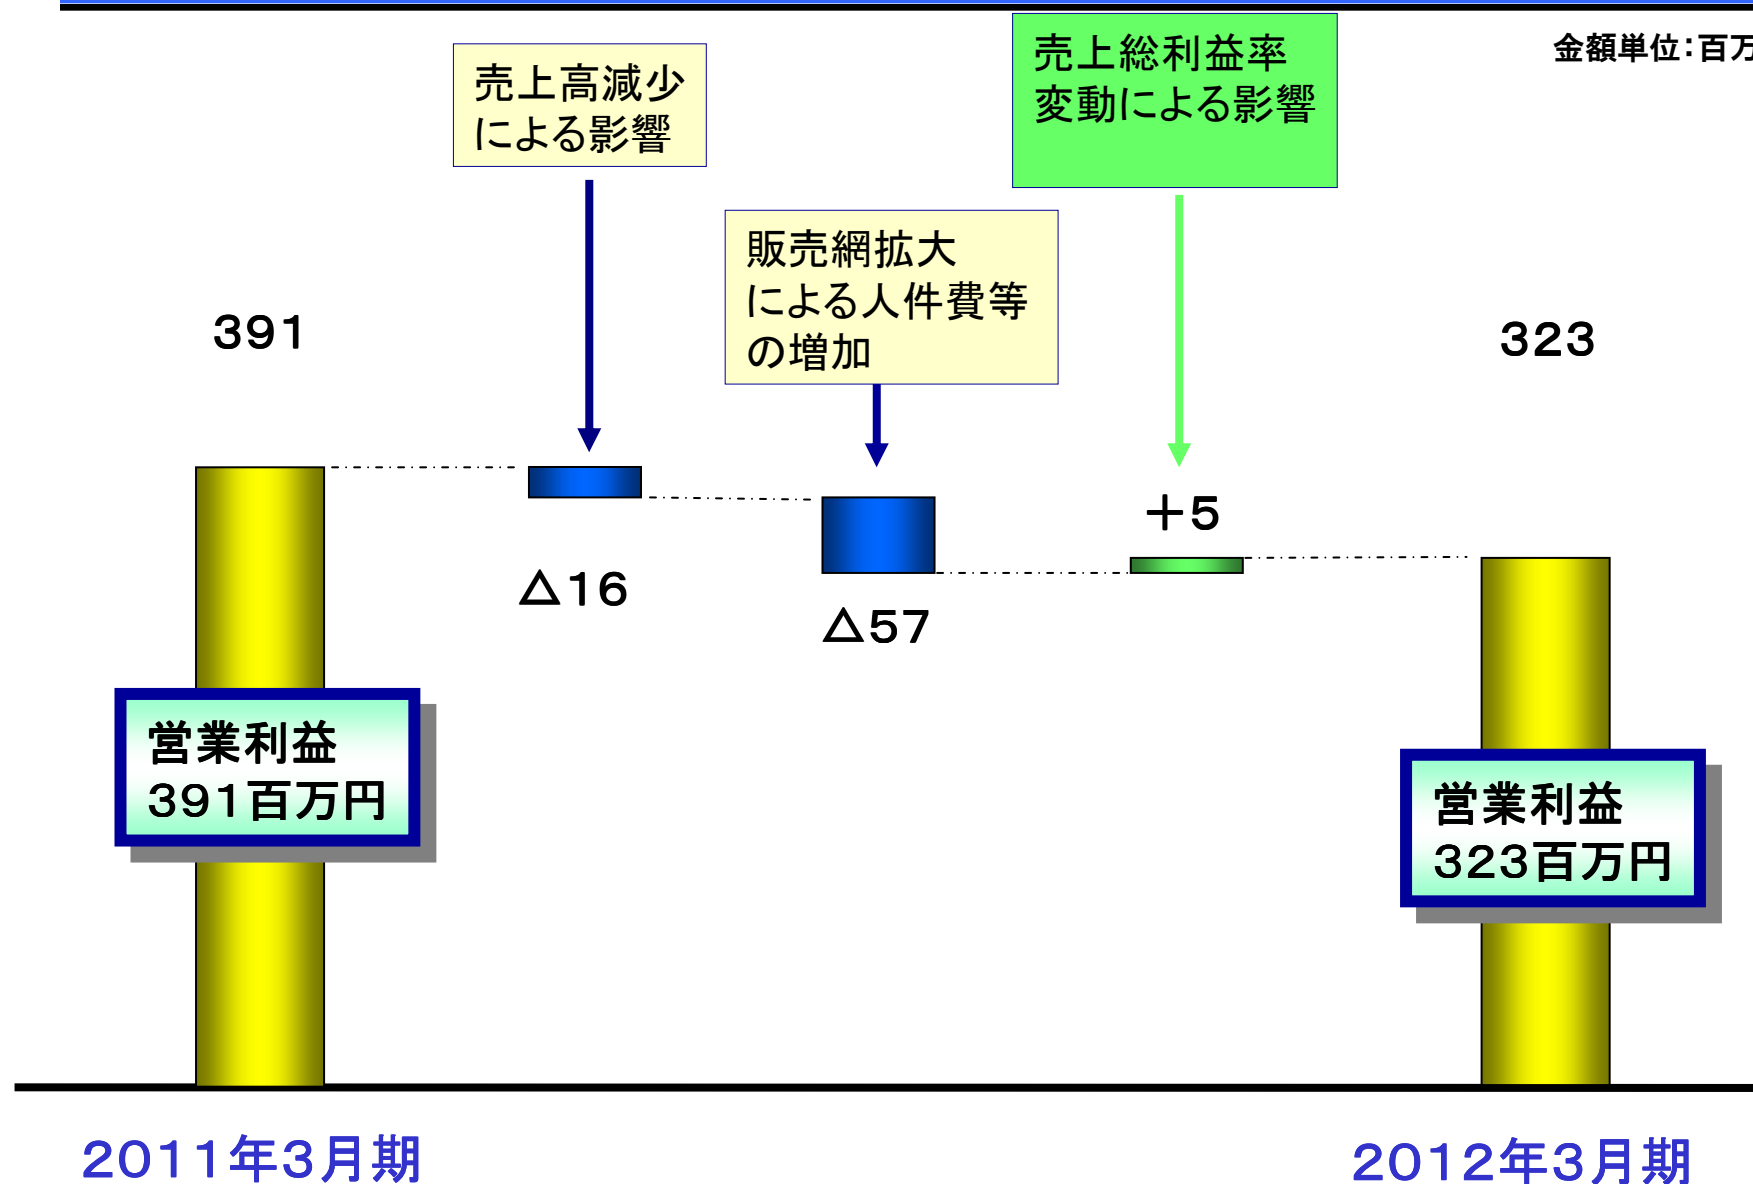 金額単位:百万
売上高減少
による影響
売上総利益率
変動による影響
販売網拡大
による人件費等
の増加
391
323
+5
△16
△57
営業利益
391百万円
営業利益
323百万円
2011年3月期
2012年3月期